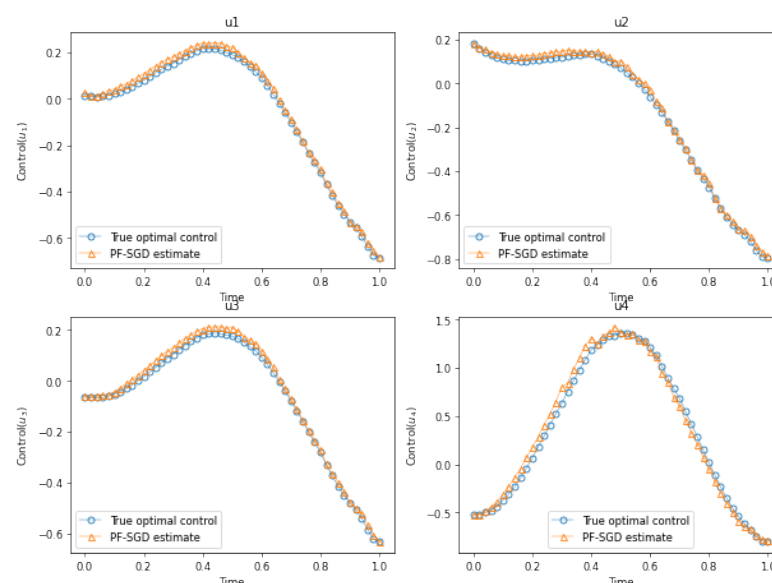 u1
u2
Control(u₁)
0.2
0.0
−0.2
−0.4
−0.6
True optimal control
PF-SGD estimate
0.0 0.2 0.4 0.6 0.8 1.0
Time
Control(u₂)
0.2
0.0
−0.2
−0.4
−0.6
−0.8
True optimal control
PF-SGD estimate
0.0 0.2 0.4 0.6 0.8 1.0
Time
u3
u4
Control(u₃)
0.2
0.0
−0.2
−0.4
−0.6
True optimal control
PF-SGD estimate
0.0 0.2 0.4 0.6 0.8 1.0
Time
Control(u₄)
1.5
1.0
0.5
0.0
−0.5
True optimal control
PF-SGD estimate
0.0 0.2 0.4 0.6 0.8 1.0
Time